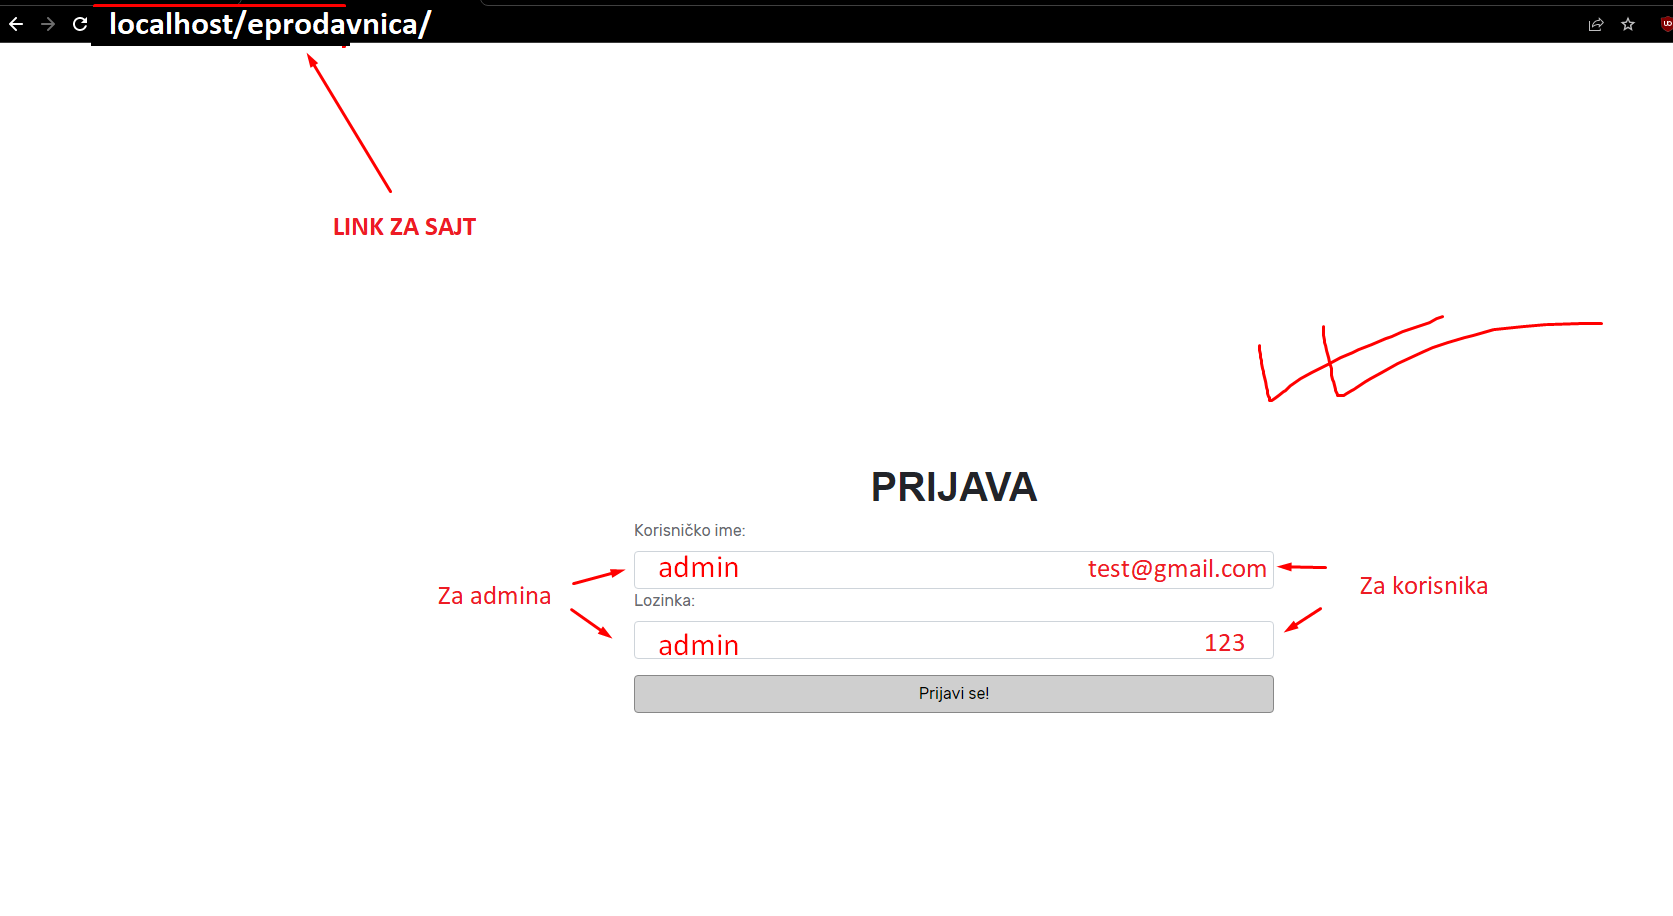 localhost/eprodavnica/
LINK ZA SAJT
PRIJAVA
Korisničko ime:
admin test@gmail.com
Za admina
Za korisnika
Lozinka:
admin 123
Prijavi se!